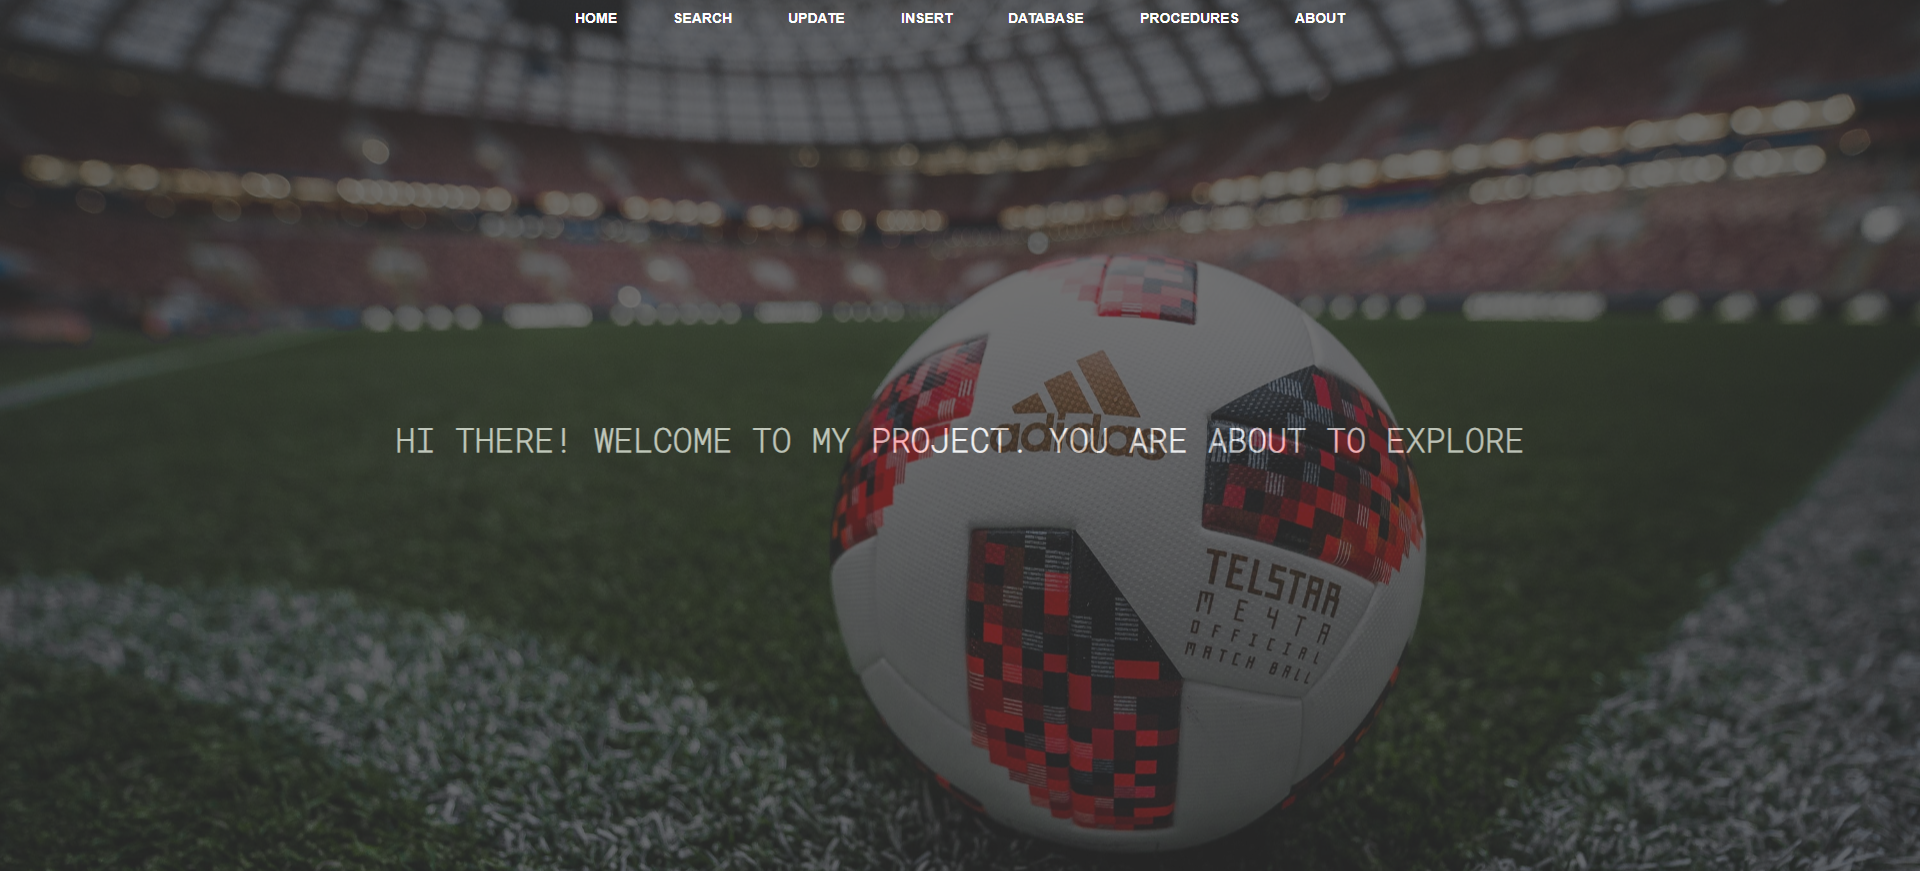 HOME SEARCH UPDATE INSERT DATABASE PROCEDURES ABOUT
adidas
HI THERE! WELCOME TO MY PROJECT. YOU ARE ABOUT TO EXPLORE
TELSTAR
МЕЧТА
OFFICIAL
MATCH BALL